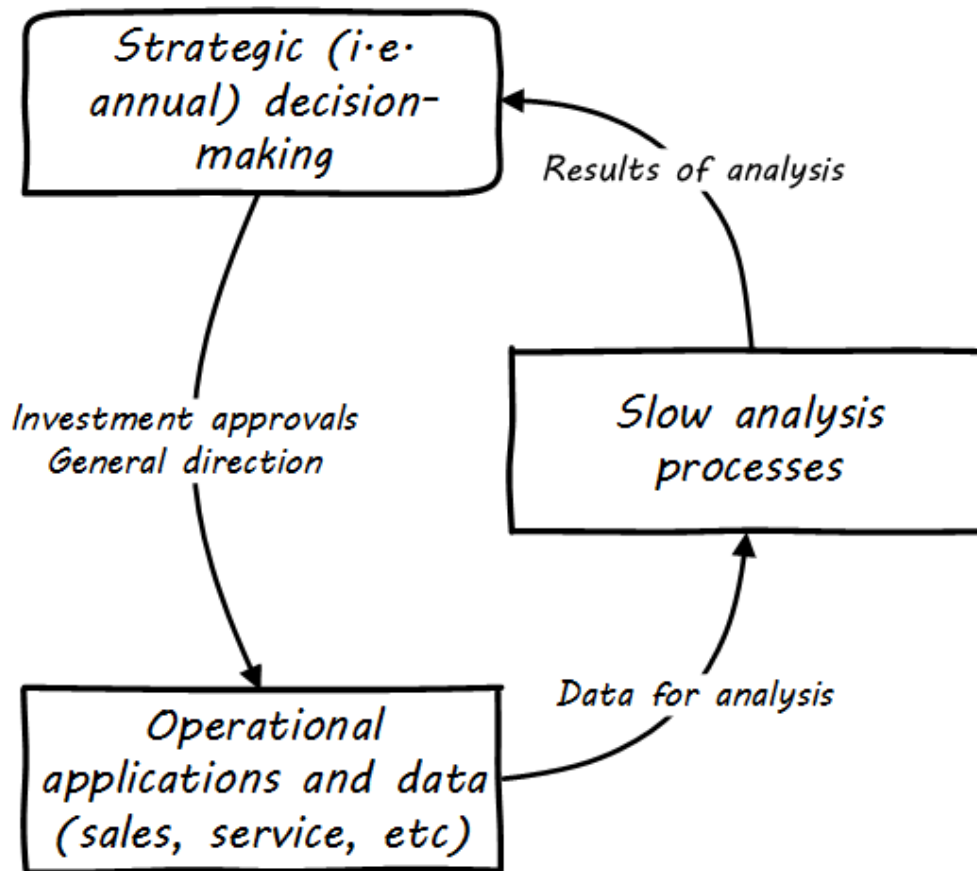 Strategic (i.e.
annual) decision-
making
Results of analysis
Investment approvals
General direction
Slow analysis
processes
Data for analysis
Operational
applications and data
(sales, service, etc)